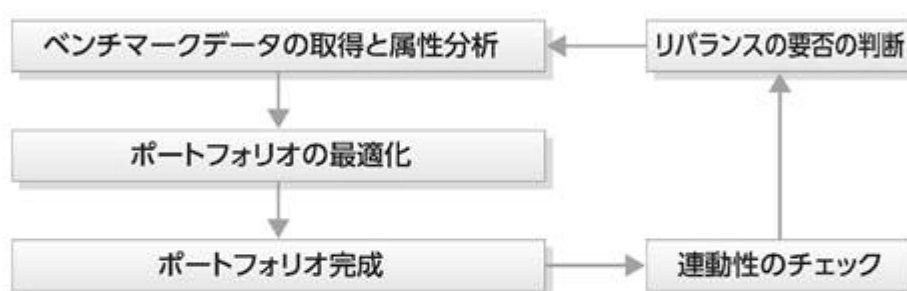 ベンチマークデータの取得と属性分析
リバランスの要否の判断
ポートフォリオの最適化
ポートフォリオ完成
連動性のチェック